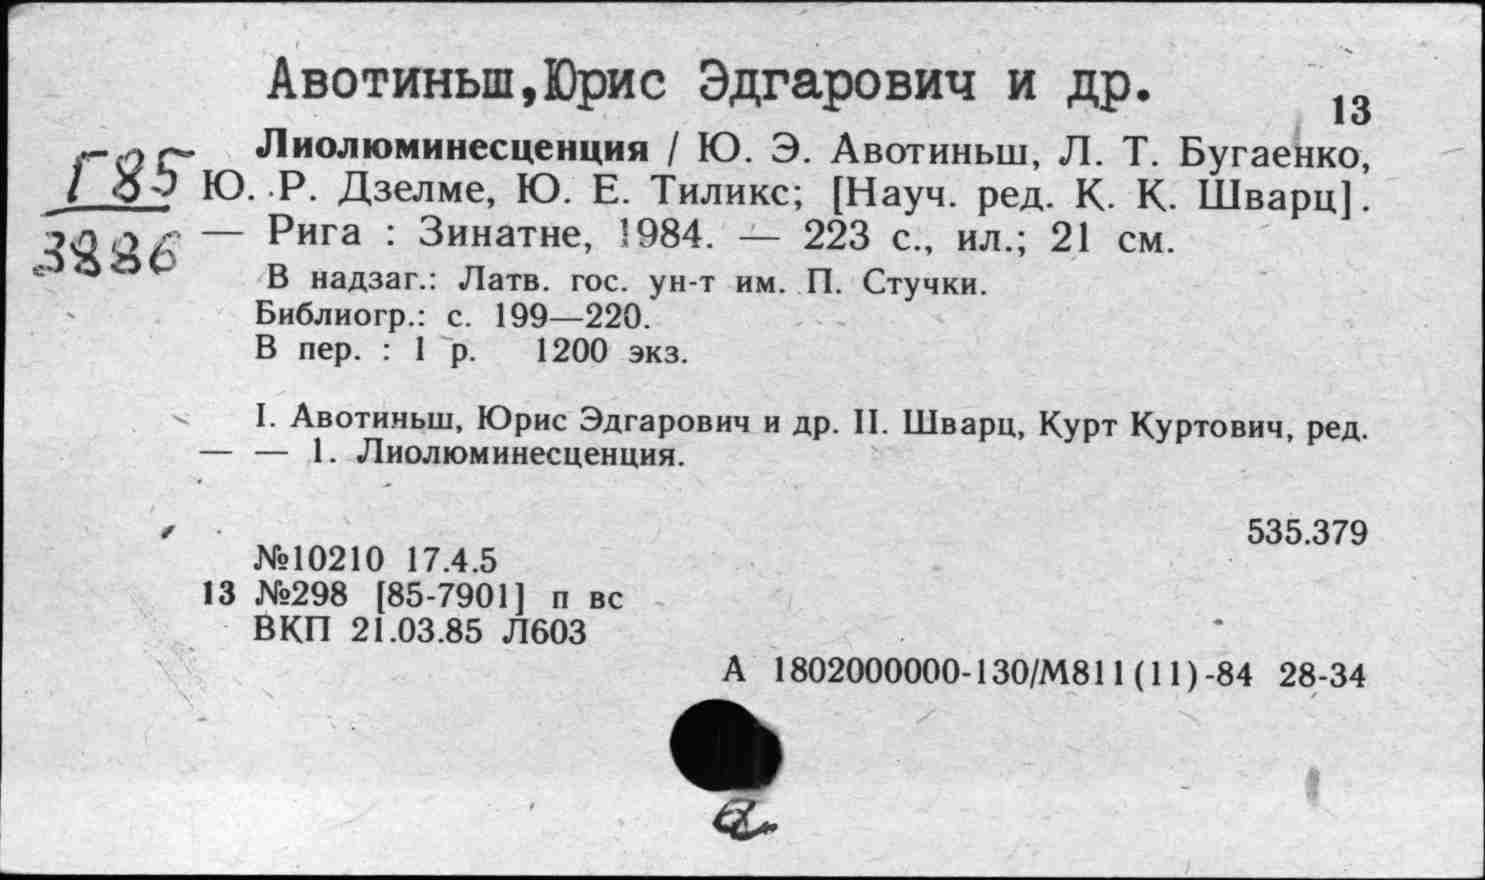 Авотиньш,Юрис Эдгарович и др.
13
Г85
3886
Лиолюминесценция / Ю. Э. Авотиньш, Л. Т. Бугаенко,
Ю. Р. Дзелме, Ю. Е. Тиликс; [Науч. ред. К. К. Шварц].
— Рига : Зинатне, 1984. — 223 с., ил.; 21 см.
В надзаг.: Латв. гос. ун-т им. П. Стучки.
Библиогр.: с. 199—220.
В пер. : 1 р. 1200 экз.
I. Авотиньш, Юрис Эдгарович и др. II. Шварц, Курт Куртович, ред.
— — 1. Лиолюминесценция.
535.379
№10210 17.4.5
13 №298 [85-7901] п вс
ВКП 21.03.85 Л603
А 1802000000-130/М811(11)-84 28-34